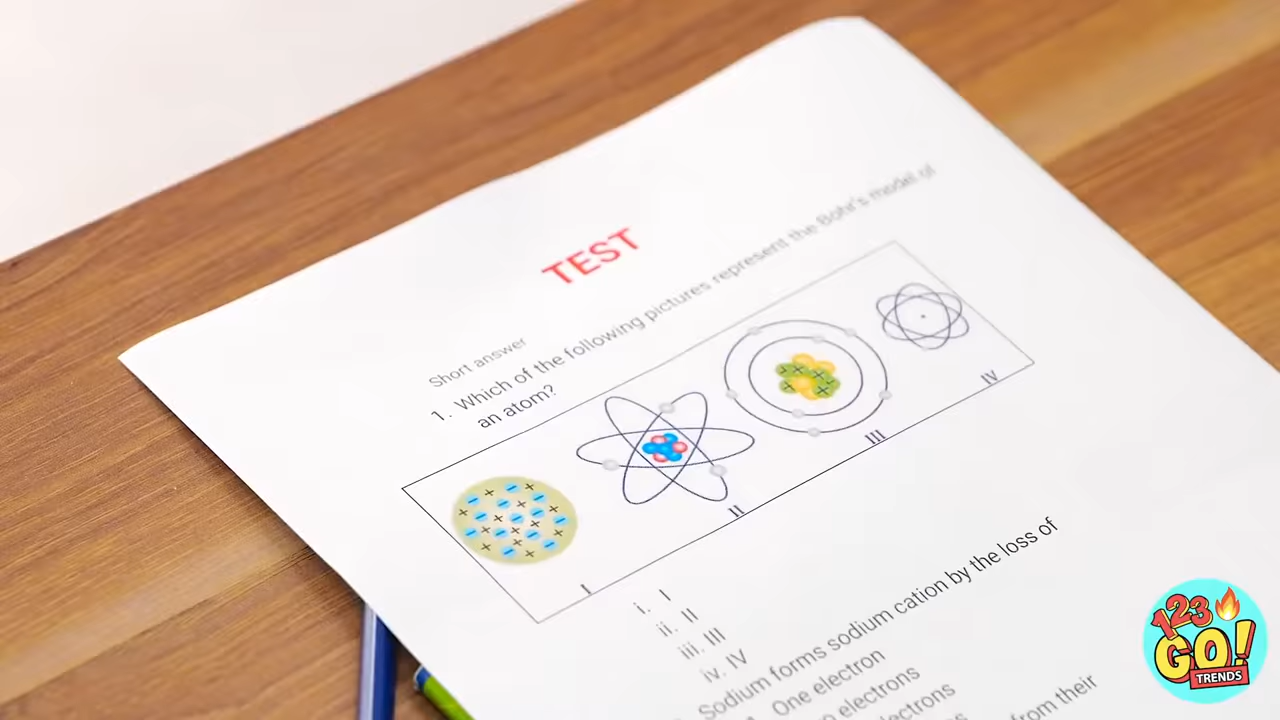 TEST
Short answer
1. Which of the following pictures represent the Bohr's model of
an atom?
I
II
III
IV
i. I
ii. II
iii. III
iv. IV
Sodium forms sodium cation by the loss of
One electron
electrons
electrons
from their
123
GO!
TRENDS